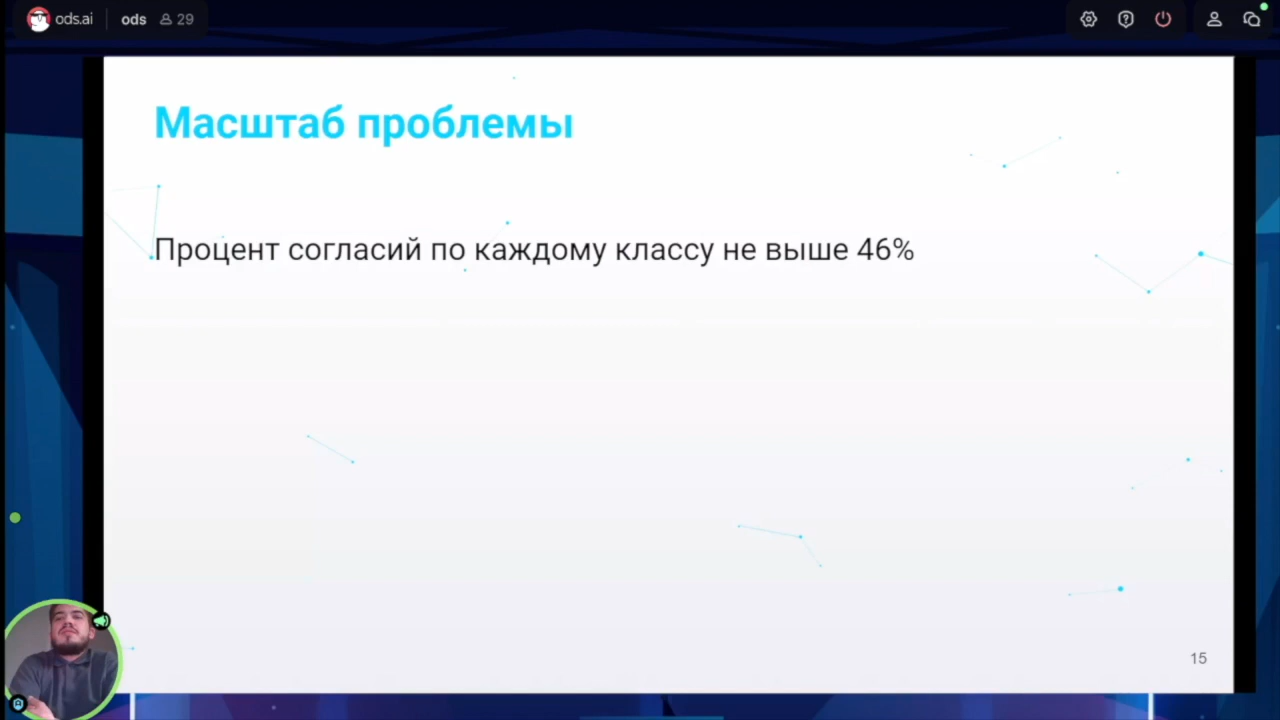 ods.ai ods 29
Масштаб проблемы
Процент согласий по каждому классу не выше 46%
15